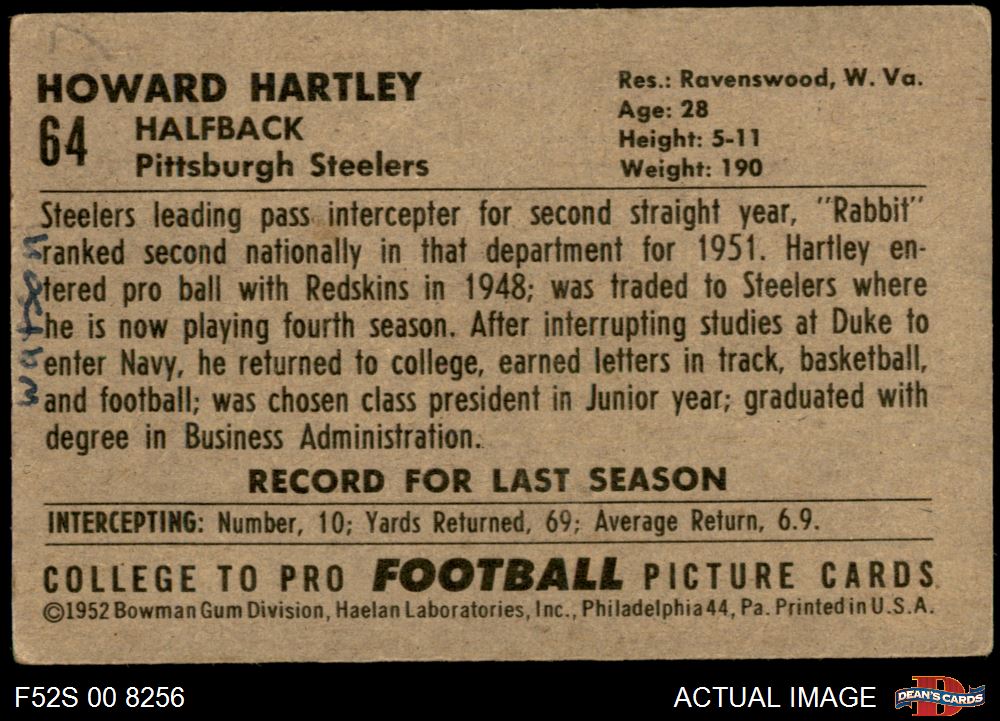 HOWARD HARTLEY
64
HALFBACK
Pittsburgh Steelers
Res.: Ravenswood, W. Va.
Age: 28
Height: 5-11
Weight: 190
Steelers leading pass intercepter for second straight year, "Rabbit"
ranked second nationally in that department for 1951. Hartley en-
tered pro ball with Redskins in 1948; was traded to Steelers where
he is now playing fourth season. After interrupting studies at Duke to
enter Navy, he returned to college, earned letters in track, basketball,
and football; was chosen class president in Junior year; graduated with
degree in Business Administration.
watson
RECORD FOR LAST SEASON
INTERCEPTING: Number, 10; Yards Returned, 69; Average Return, 6.9.
COLLEGE TO PRO FOOTBALL PICTURE CARDS
©1952 Bowman Gum Division, Haelan Laboratories, Inc., Philadelphia 44, Pa. Printed in U.S.A.
F52S 00 8256
ACTUAL IMAGE
DEAN'S CARDS